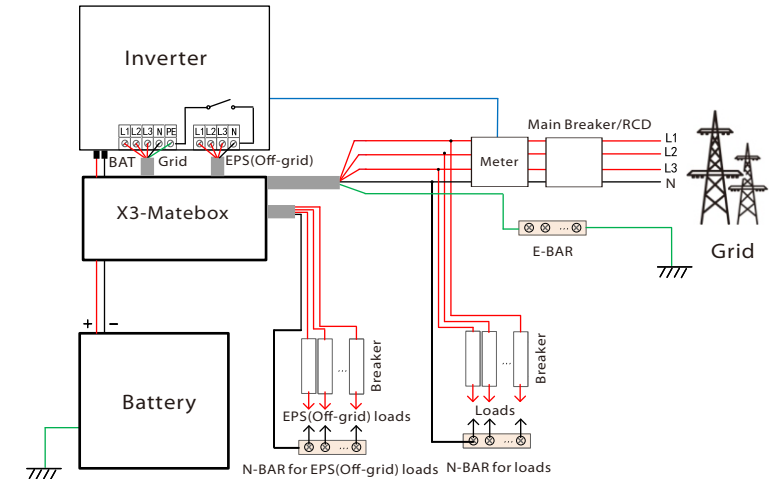 Inverter
L1 L2 L3 N PE
L1 L2 L3 N
BAT
Grid
EPS(Off-grid)
Main Breaker/RCD
Meter
L1
L2
L3
N
X3-Matebox
E-BAR
Grid
+ −
Battery
Breaker
Breaker
EPS(Off-grid) loads
Loads
N-BAR for EPS(Off-grid) loads
N-BAR for loads